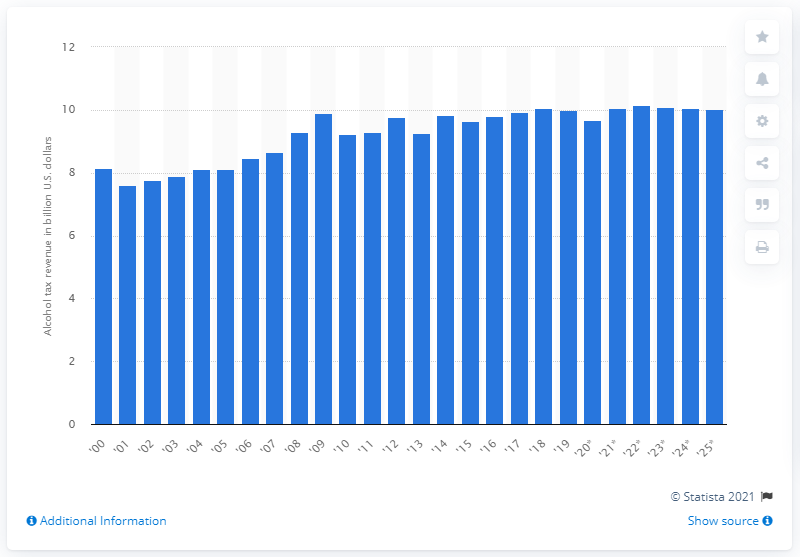 Alcohol tax revenue in billion U.S. dollars
12
10
8
6
4
2
0
'00 '01 '02 '03 '04 '05 '06 '07 '08 '09 '10 '11 '12 '13 '14 '15 '16 '17 '18 '19 '20* '21* '22* '23* '24* '25*
© Statista 2021
Additional Information
Show source